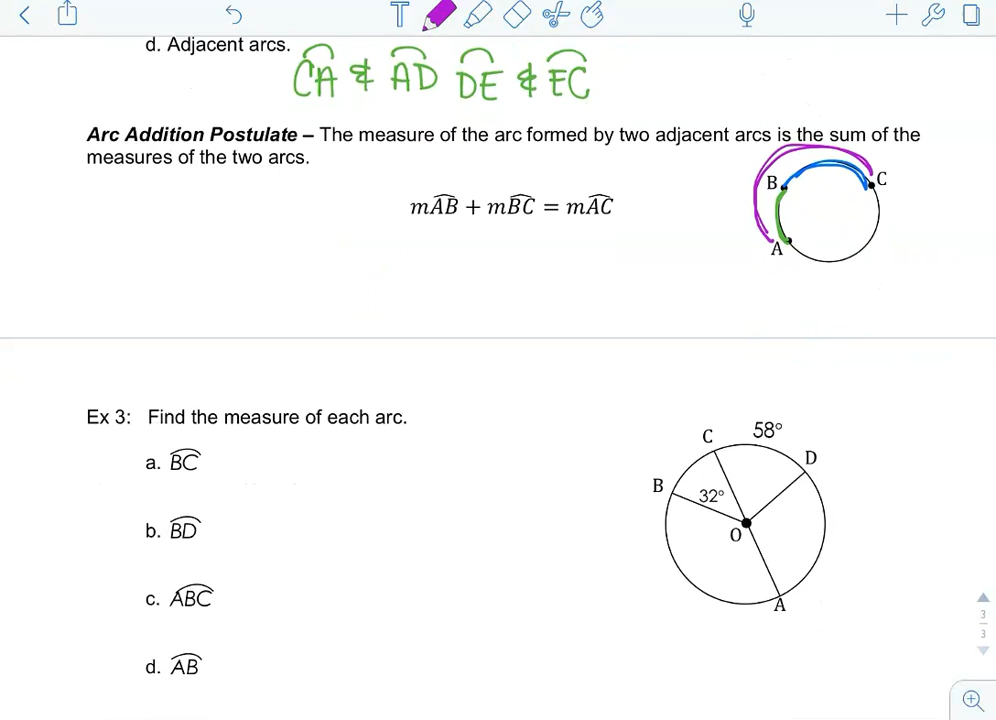 d. Adjacent arcs.
CA & AD DE & EC
Arc Addition Postulate – The measure of the arc formed by two adjacent arcs is the sum of the
measures of the two arcs.
mAB + mBC = mAC
B
C
A
Ex 3: Find the measure of each arc.
a. BC
b. BD
c. ABC
d. AB
C
58°
D
B
32°
O
A
3
3